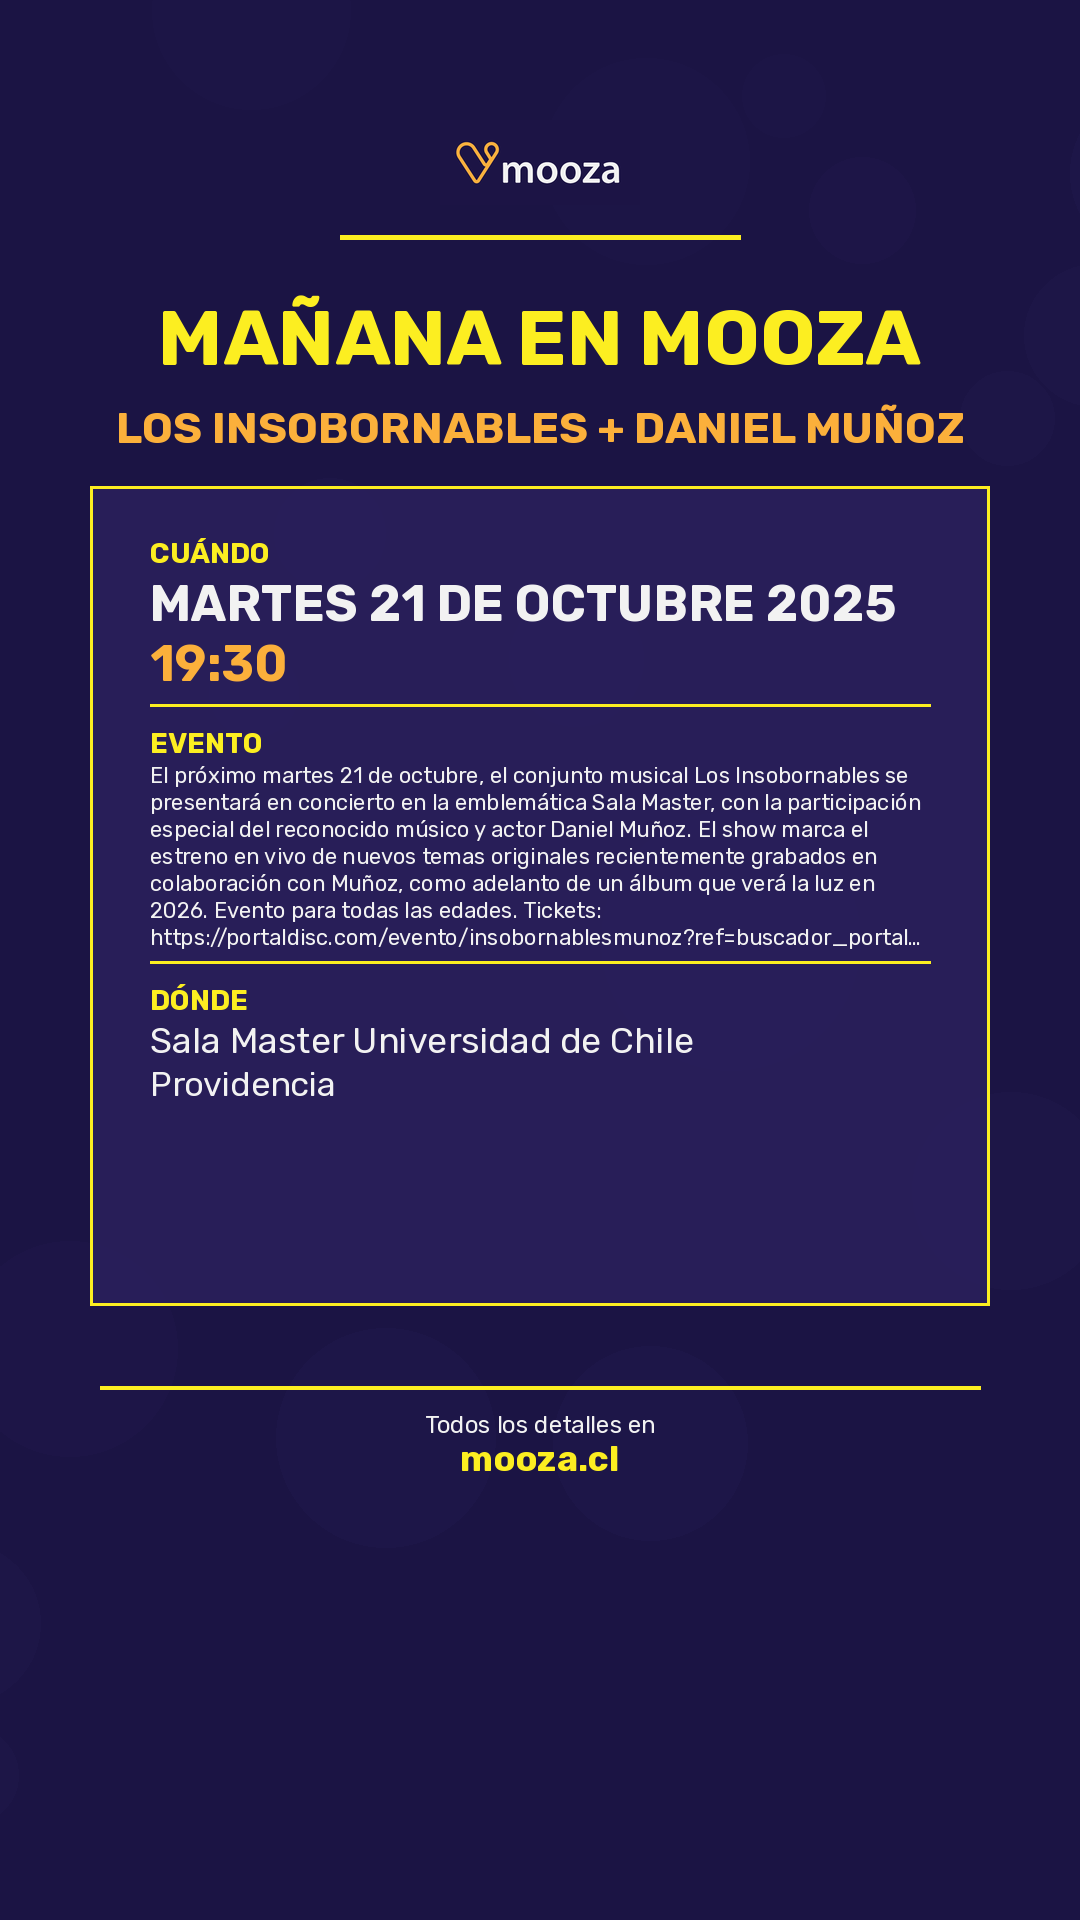 mooza
MAÑANA EN MOOZA
LOS INSOBORNABLES + DANIEL MUÑOZ
CUÁNDO
MARTES 21 DE OCTUBRE 2025
19:30
EVENTO
El próximo martes 21 de octubre, el conjunto musical Los Insobornables se
presentará en concierto en la emblemática Sala Master, con la participación
especial del reconocido músico y actor Daniel Muñoz. El show marca el
estreno en vivo de nuevos temas originales recientemente grabados en
colaboración con Muñoz, como adelanto de un álbum que verá la luz en
2026. Evento para todas las edades. Tickets:
https://portaldisc.com/evento/insobornablesmunoz?ref=buscador_portal...
DÓNDE
Sala Master Universidad de Chile
Providencia
Todos los detalles en
mooza.cl